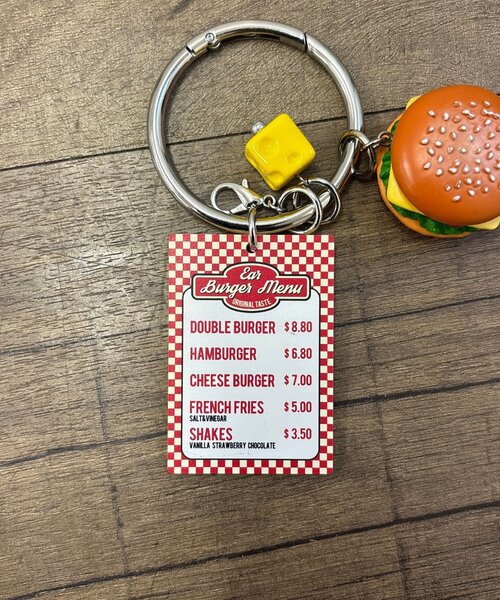 Ear
Burger Menu
ORIGINAL TASTE
DOUBLE BURGER $8.80
HAMBURGER $6.80
CHEESE BURGER $7.00
FRENCH FRIES $5.00
SALT&VINEGAR
SHAKES $3.50
VANILLA STRAWBERRY CHOCOLATE